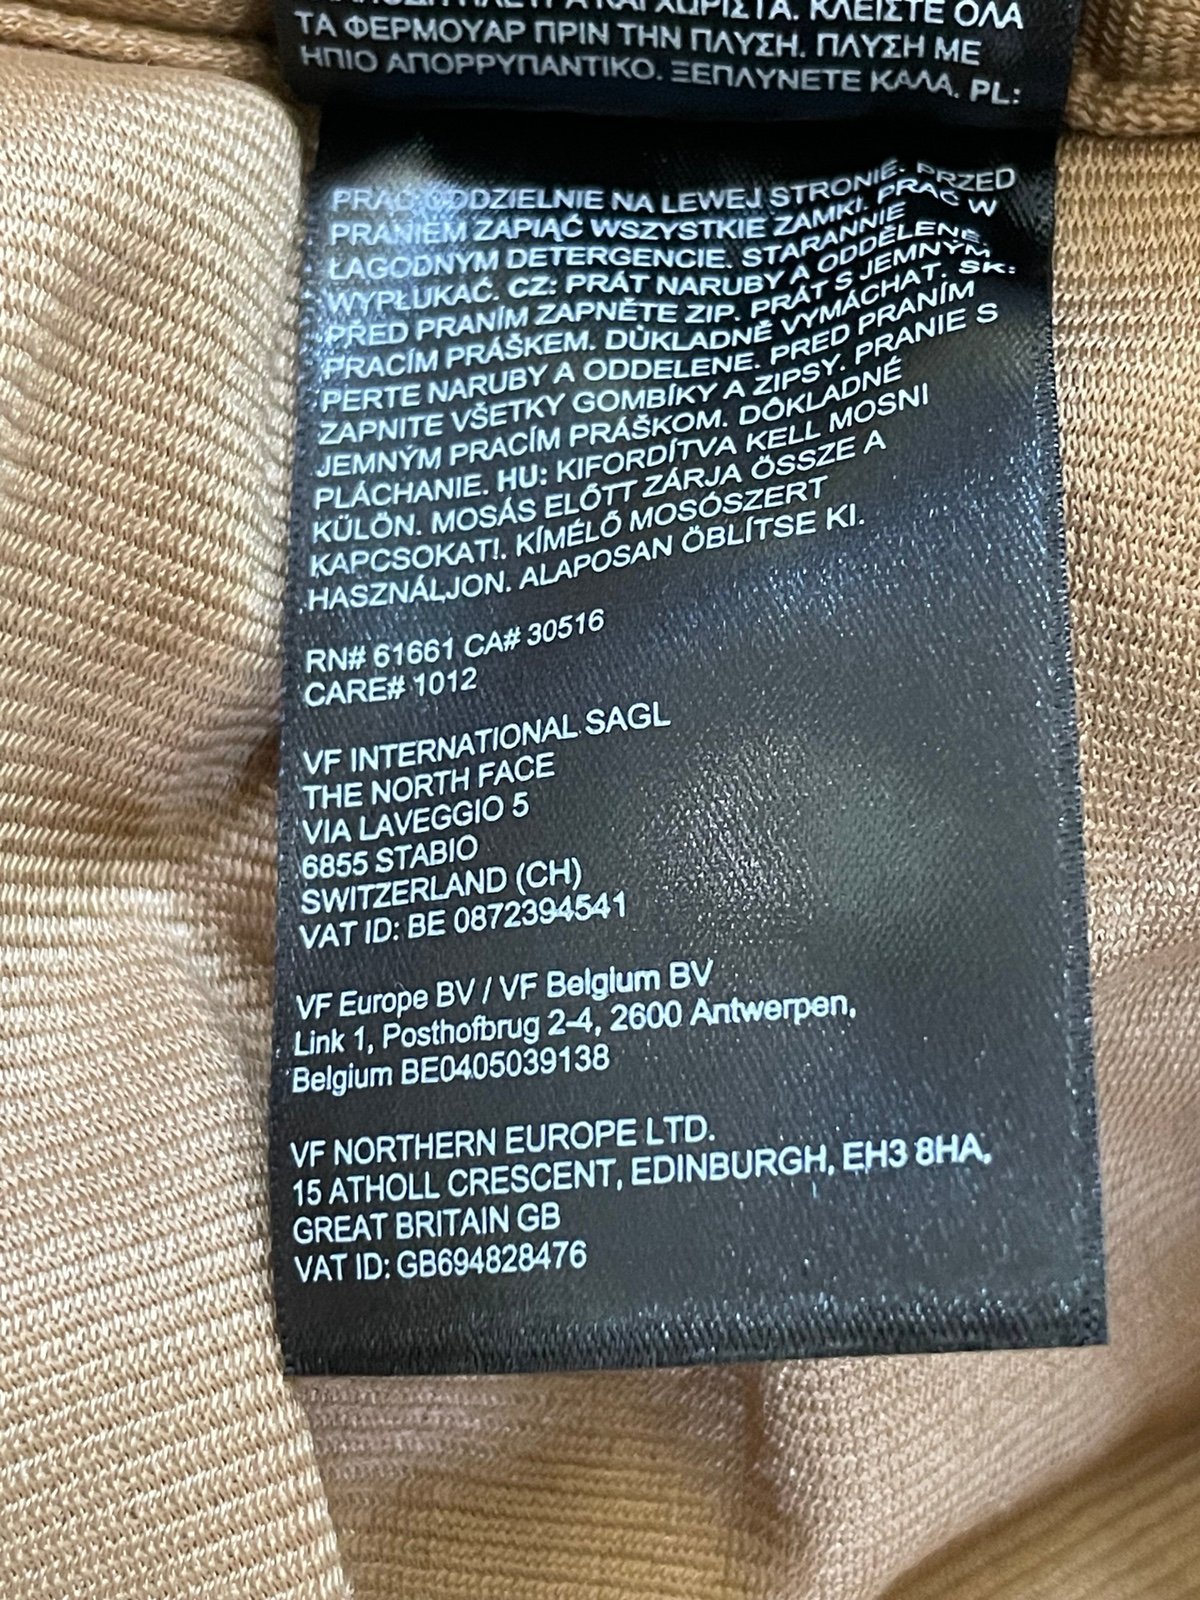 ΚΑΙ ΧΩΡΙΣΤΑ. ΚΛΕΙΣΤΕ ΟΛΑ
ΤΑ ΦΕΡΜΟΥΑΡ ΠΡΙΝ ΤΗΝ ΠΛΥΣΗ. ΠΛΥΣΗ ΜΕ
ΗΠΙΟ ΑΠΟΡΡΥΠΑΝΤΙΚΟ. ΞΕΠΛΥΝΕΤΕ ΚΑΛΑ. PL:
PRAĆ ODDZIELNIE NA LEWEJ STRONIE. PRZED
PRANIEM ZAPIĄĆ WSZYSTKIE ZAMKI. PRAĆ W
ŁAGODNYM DETERGENCIE. STARANNIE
WYPŁUKAĆ. CZ: PRÁT NARUBY A ODDĚLENĚ.
PŘED PRANÍM ZAPNĚTE ZIP. PRÁT S JEMNÝM
PRACÍM PRÁŠKEM. DŮKLADNĚ VYMÁCHAT. SK:
PERTE NARUBY A ODDELENE. PRED PRANÍM
ZAPNITE VŠETKY GOMBÍKY A ZIPSY. PRANIE S
JEMNÝM PRACÍM PRÁŠKOM. DÔKLADNÉ
PLÁCHANIE. HU: KIFORDÍTVA KELL MOSNI
KÜLÖN. MOSÁS ELŐTT ZÁRJA ÖSSZE A
KAPCSOKAT!. KÍMÉLŐ MOSÓSZERT
HASZNÁLJON. ALAPOSAN ÖBLÍTSE KI.
RN# 61661 CA# 30516
CARE# 1012
VF INTERNATIONAL SAGL
THE NORTH FACE
VIA LAVEGGIO 5
6855 STABIO
SWITZERLAND (CH)
VAT ID: BE 0872394541
VF Europe BV / VF Belgium BV
Link 1, Posthofbrug 2-4, 2600 Antwerpen,
Belgium BE0405039138
VF NORTHERN EUROPE LTD.
15 ATHOLL CRESCENT, EDINBURGH, EH3 8HA,
GREAT BRITAIN GB
VAT ID: GB694828476